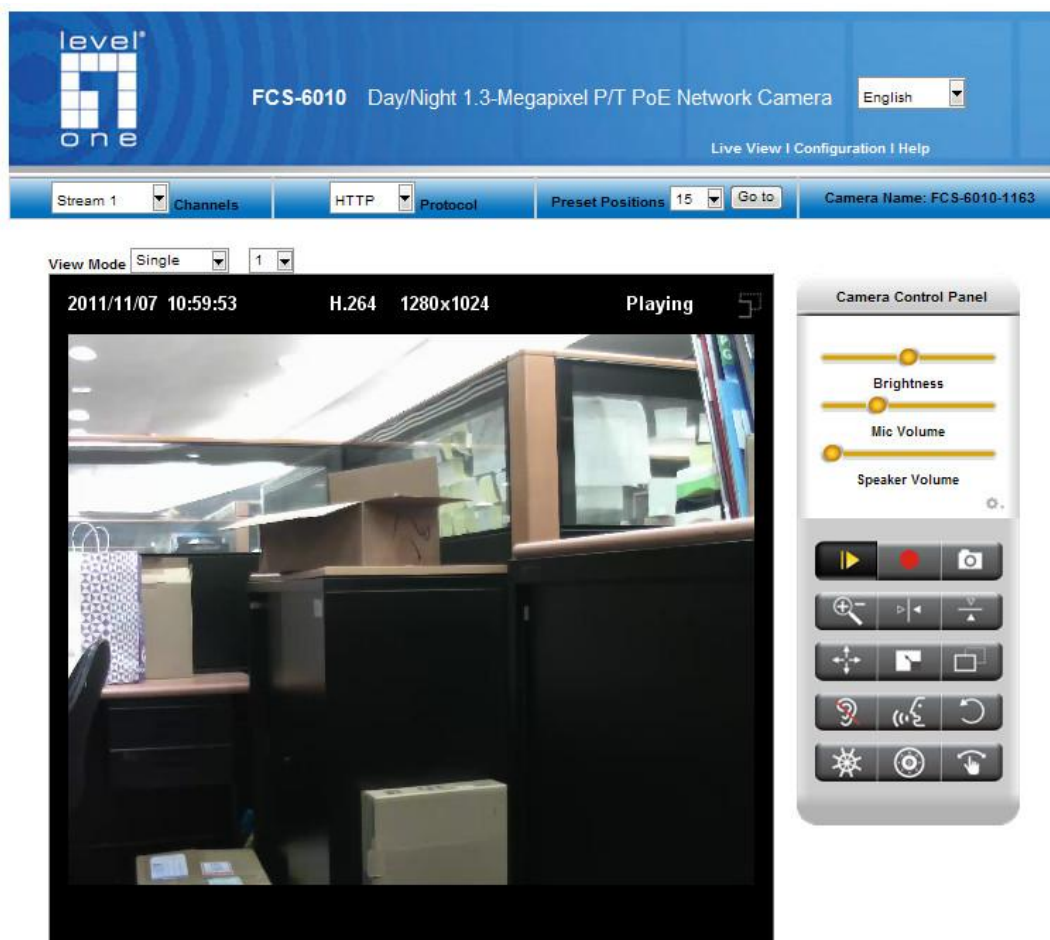 level one
FCS-6010 Day/Night 1.3-Megapixel P/T PoE Network Camera
English
Live View I Configuration I Help
Stream 1 Channels
HTTP Protocol
Preset Positions 15 Go to
Camera Name: FCS-6010-1163
View Mode Single 1
2011/11/07 10:59:53 H.264 1280x1024 Playing
Camera Control Panel
Brightness
Mic Volume
Speaker Volume